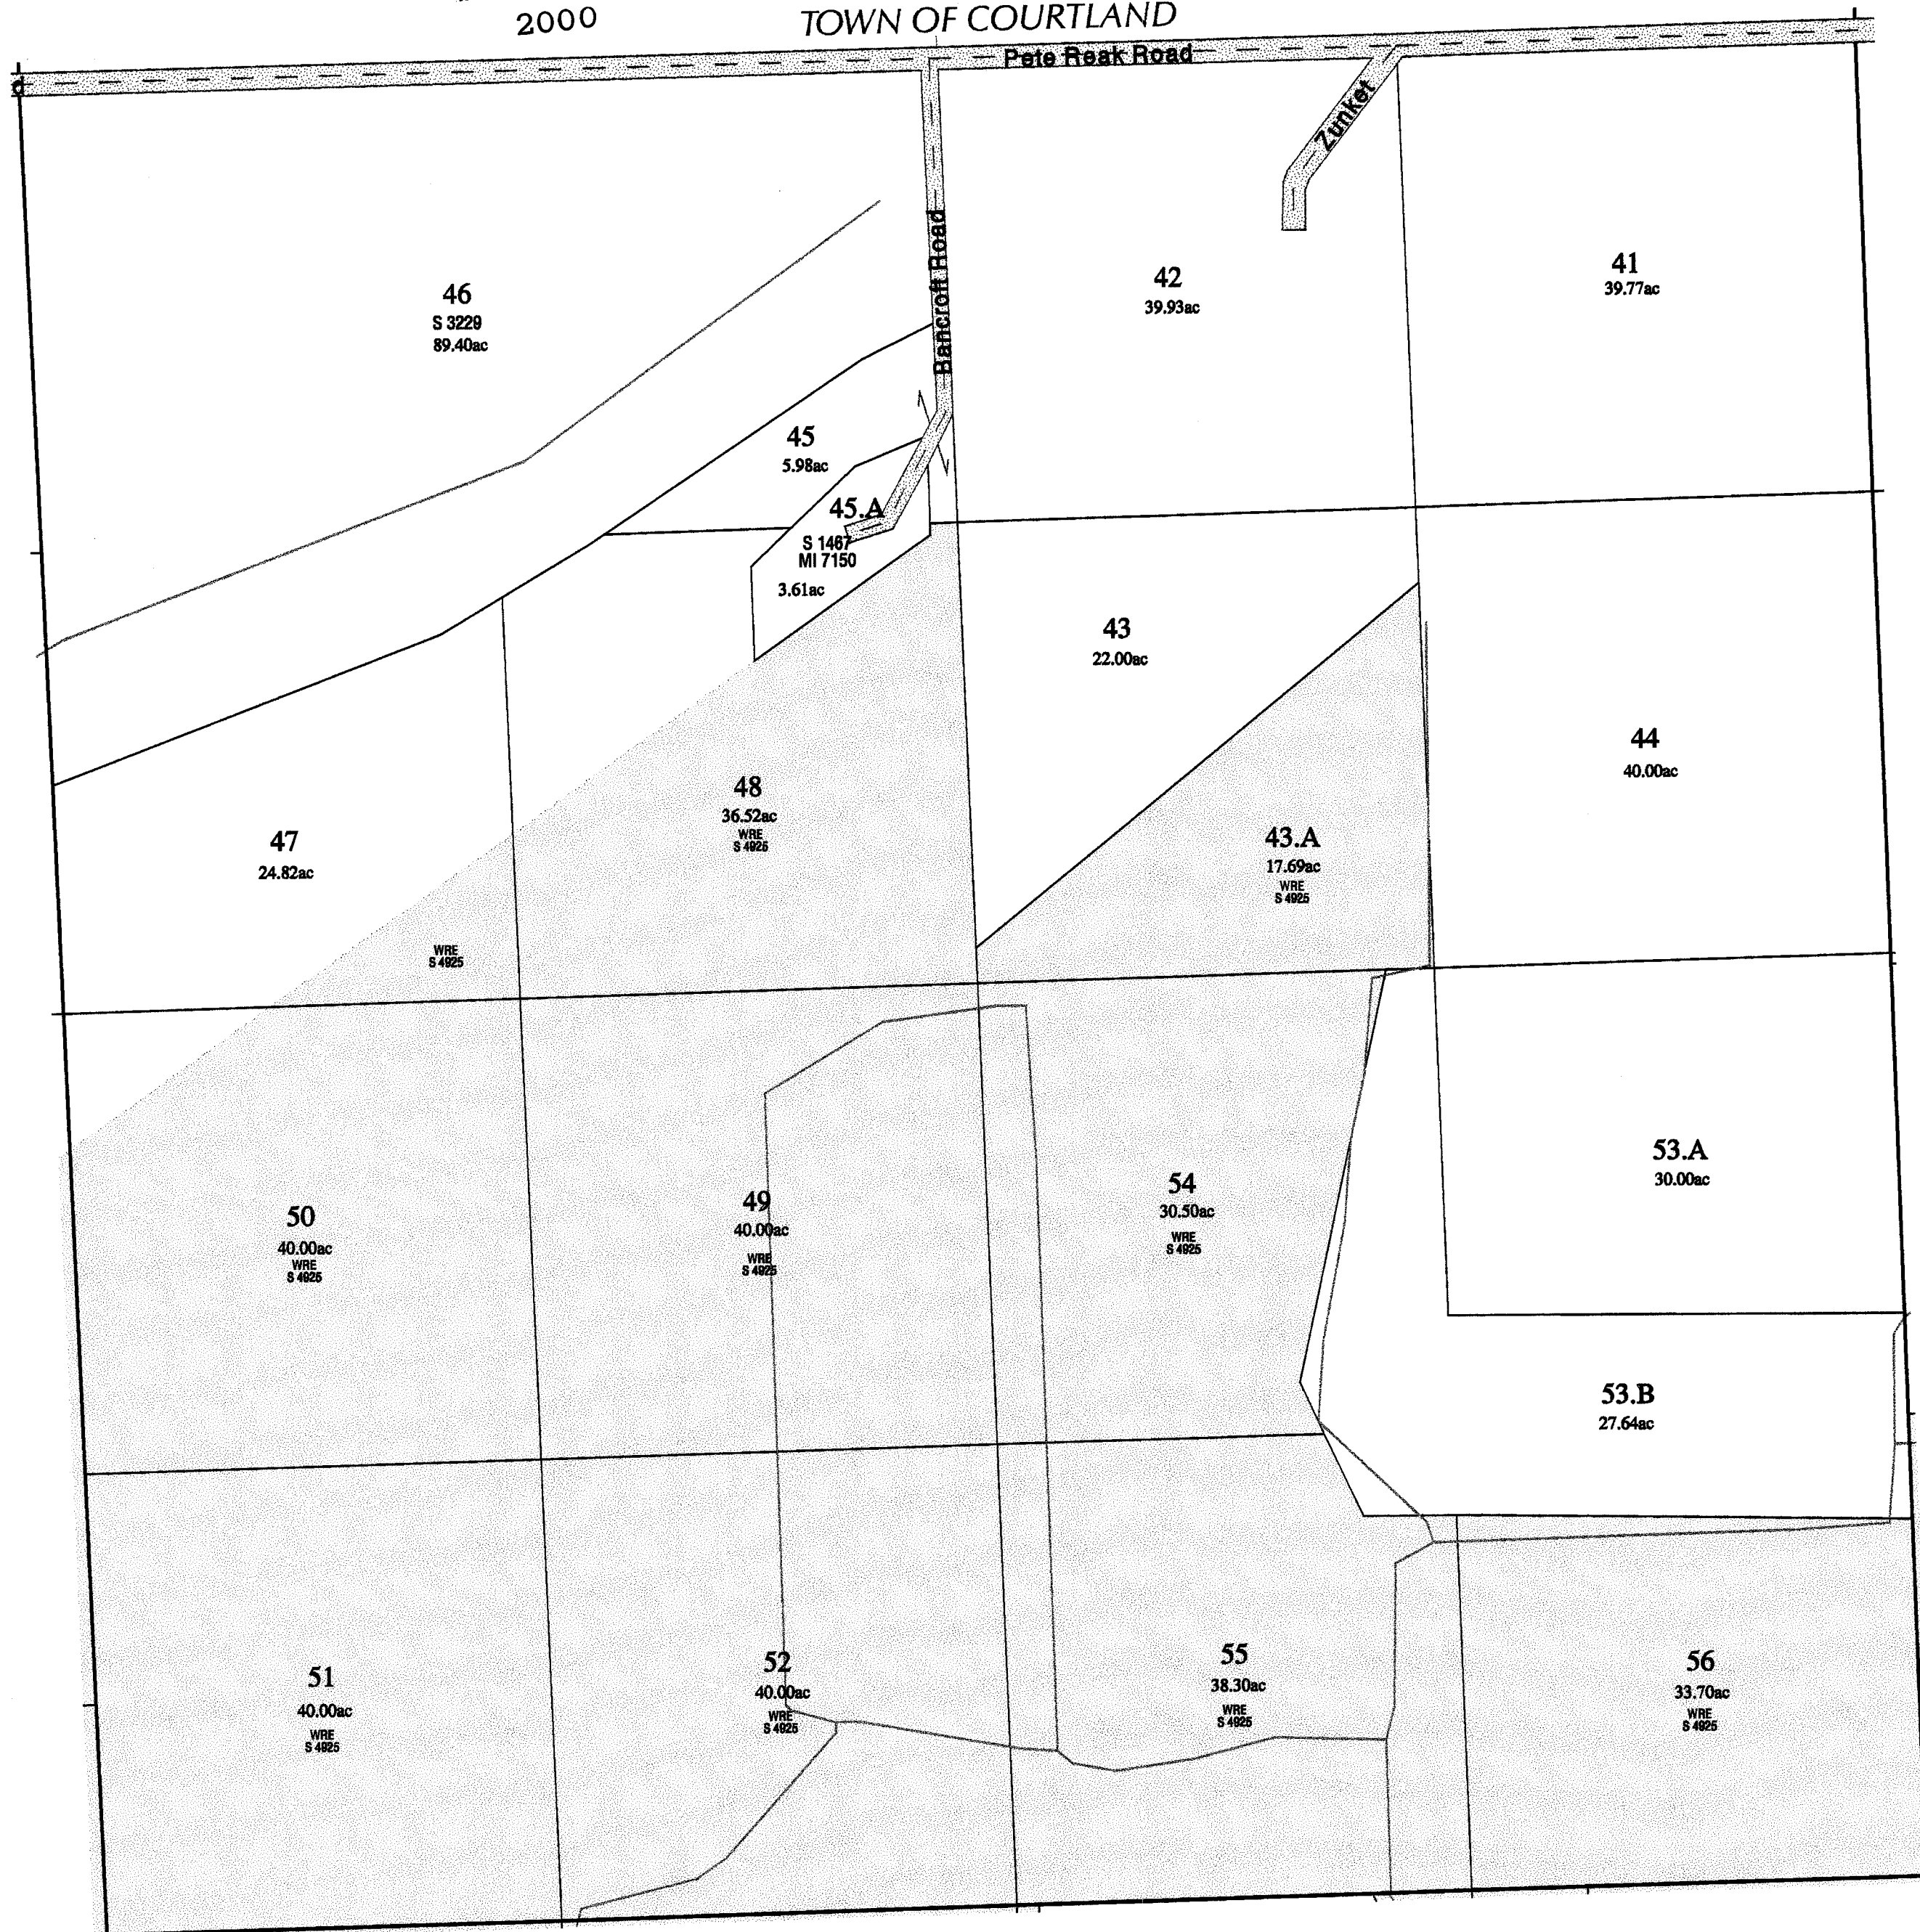 2000
TOWN OF COURTLAND
Pete Reak Road
Zunket
Bancroft Road
46
S 3229
89.40ac
42
39.93ac
41
39.77ac
45
5.98ac
45.A
S 1467
MI 7150
3.61ac
43
22.00ac
44
40.00ac
48
36.52ac
WRE
S 4925
47
24.82ac
WRE
S 4925
43.A
17.69ac
WRE
S 4925
50
40.00ac
WRE
S 4925
49
40.00ac
WRE
S 4925
54
30.50ac
WRE
S 4925
53.A
30.00ac
53.B
27.64ac
51
40.00ac
WRE
S 4925
52
40.00ac
WRE
S 4925
55
38.30ac
WRE
S 4925
56
33.70ac
WRE
S 4925